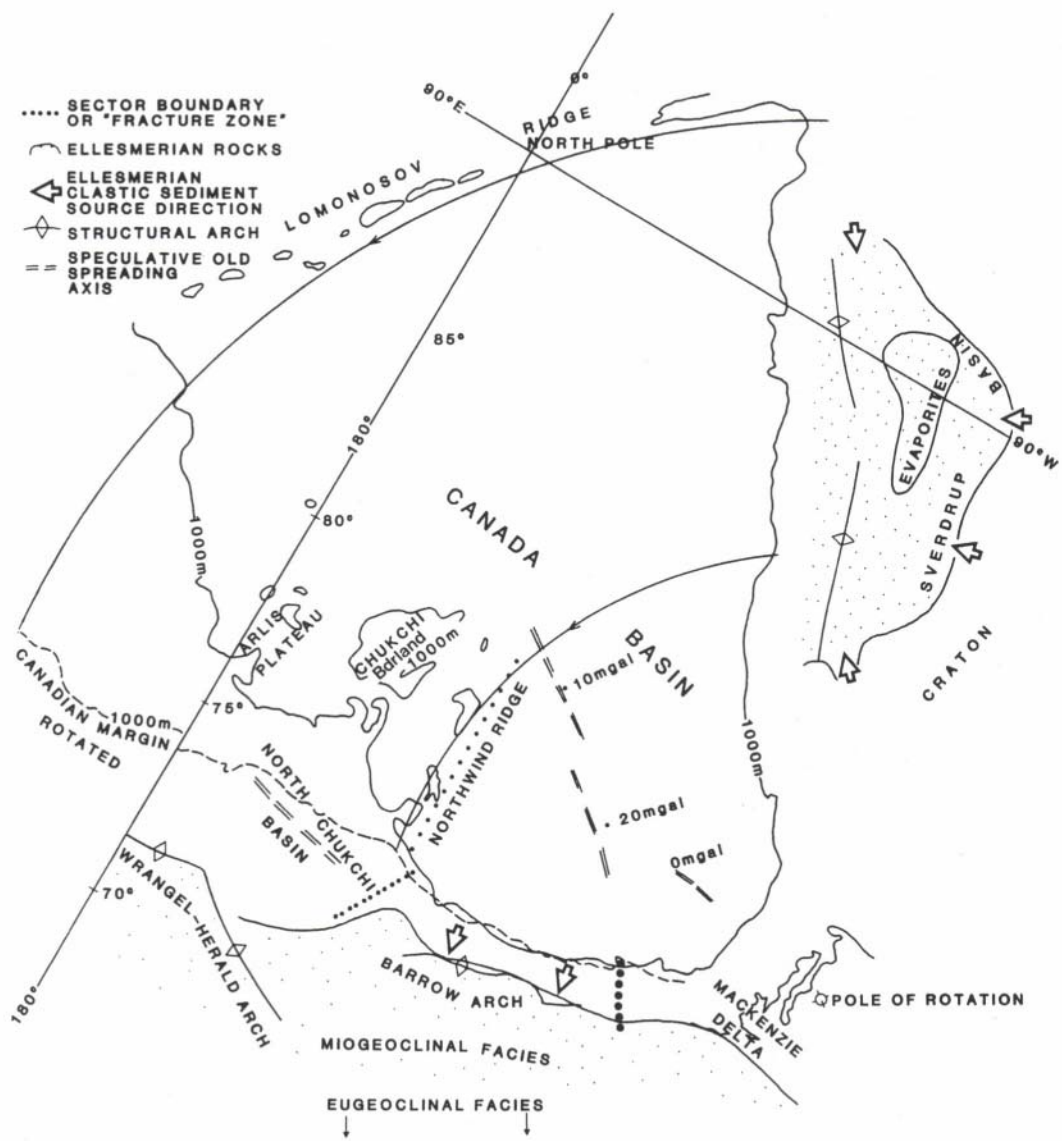 SECTOR BOUNDARY
OR "FRACTURE ZONE"
ELLESMERIAN ROCKS
ELLESMERIAN
CLASTIC SEDIMENT
SOURCE DIRECTION
STRUCTURAL ARCH
SPECULATIVE OLD
SPREADING
AXIS
0°
90°E
RIDGE
NORTH POLE
LOMONOSOV
85°
180°
80°
1000m
CANADA
BASIN
EVAPORITES
90°W
SVERDRUP
CRATON
ARLIS
PLATEAU
CHUKCHI
Bdrland
1000m
BASIN
10mgal
NORTHWIND RIDGE
75°
1000m
CANADIAN MARGIN
ROTATED
1000m
NORTH CHUKCHI
BASIN
20mgal
0mgal
WRANGEL-HERALD ARCH
70°
180°
BARROW ARCH
MACKENZIE
DELTA
POLE OF ROTATION
MIOGEOCLINAL FACIES
EUGEOCLINAL FACIES